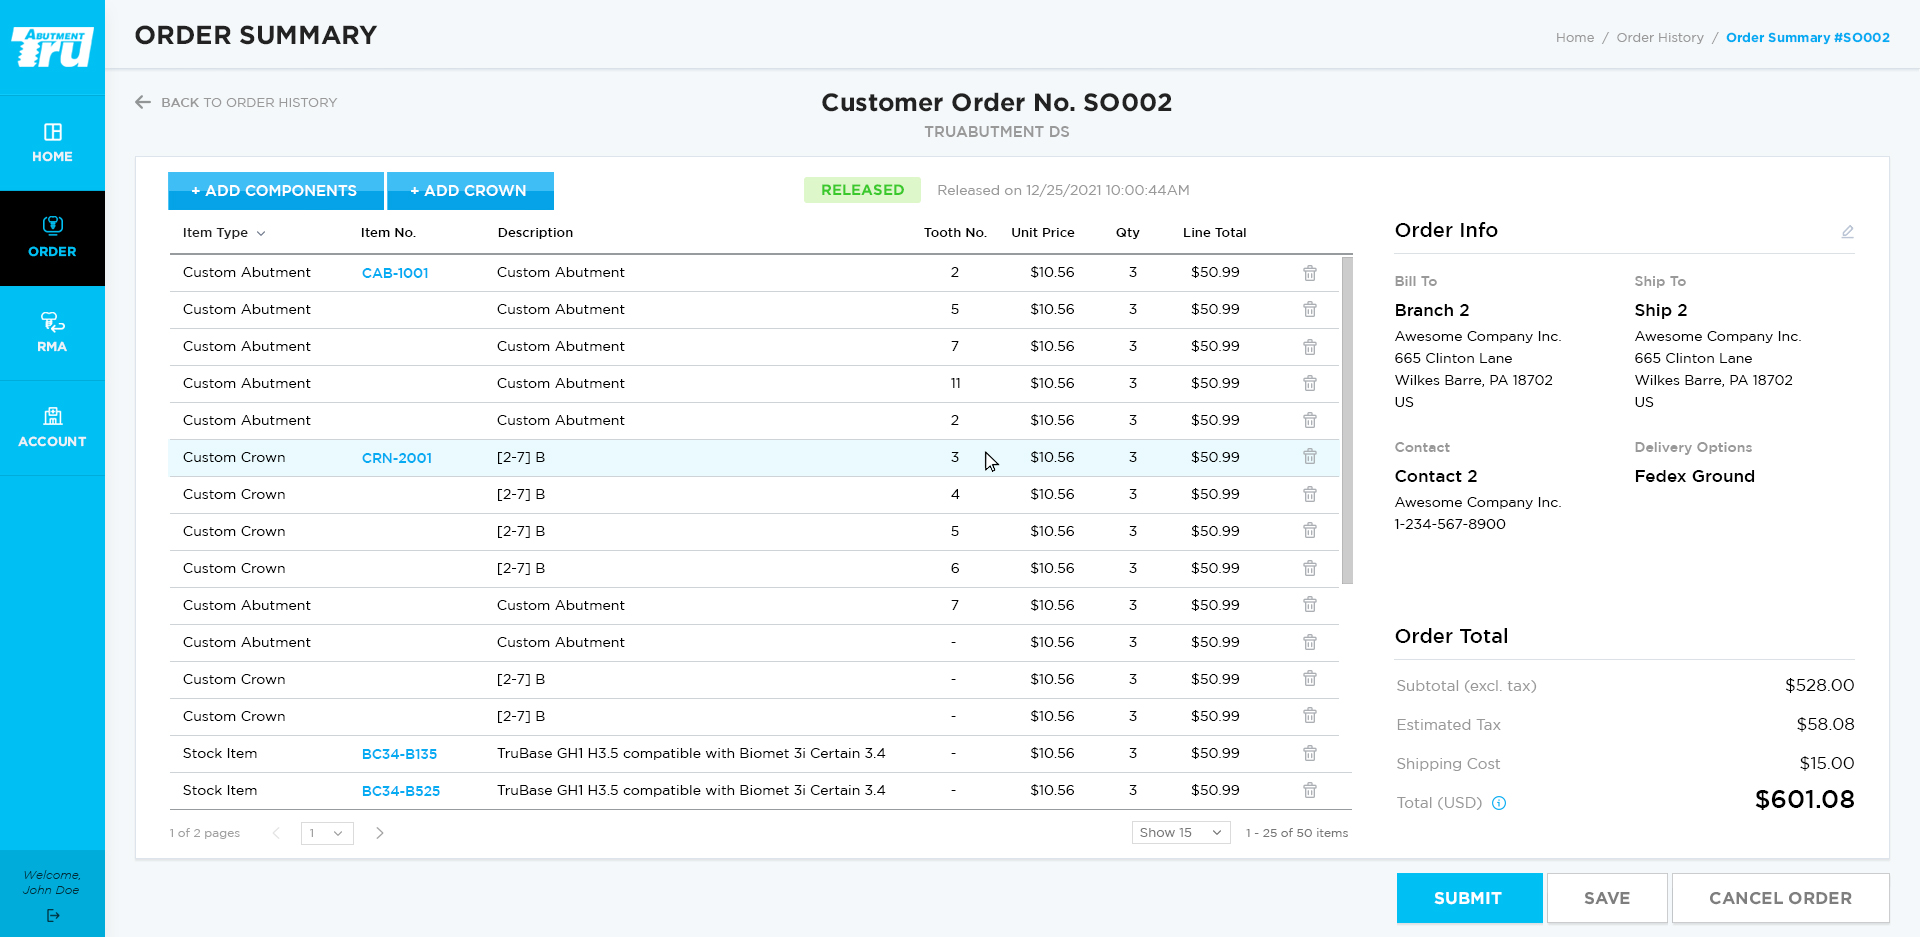 ABUTMENT
Tru
HOME
ORDER
RMA
ACCOUNT
Welcome,
John Doe
ORDER SUMMARY
Home / Order History / Order Summary #SO002
BACK TO ORDER HISTORY
Customer Order No. SO002
TRUABUTMENT DS
+ ADD COMPONENTS + ADD CROWN RELEASED Released on 12/25/2021 10:00:44AM
Item Type Item No. Description Tooth No. Unit Price Qty Line Total
Custom Abutment CAB-1001 Custom Abutment 2 $10.56 3 $50.99
Custom Abutment Custom Abutment 5 $10.56 3 $50.99
Custom Abutment Custom Abutment 7 $10.56 3 $50.99
Custom Abutment Custom Abutment 11 $10.56 3 $50.99
Custom Abutment Custom Abutment 2 $10.56 3 $50.99
Custom Crown CRN-2001 [2-7] B 3 $10.56 3 $50.99
Custom Crown [2-7] B 4 $10.56 3 $50.99
Custom Crown [2-7] B 5 $10.56 3 $50.99
Custom Crown [2-7] B 6 $10.56 3 $50.99
Custom Abutment Custom Abutment 7 $10.56 3 $50.99
Custom Abutment Custom Abutment - $10.56 3 $50.99
Custom Crown [2-7] B - $10.56 3 $50.99
Custom Crown [2-7] B - $10.56 3 $50.99
Stock Item BC34-B135 TruBase GH1 H3.5 compatible with Biomet 3i Certain 3.4 - $10.56 3 $50.99
Stock Item BC34-B525 TruBase GH1 H3.5 compatible with Biomet 3i Certain 3.4 - $10.56 3 $50.99
1 of 2 pages 1 Show 15 1 - 25 of 50 items
Order Info
Bill To
Branch 2
Awesome Company Inc.
665 Clinton Lane
Wilkes Barre, PA 18702
US
Ship To
Ship 2
Awesome Company Inc.
665 Clinton Lane
Wilkes Barre, PA 18702
US
Contact
Contact 2
Awesome Company Inc.
1-234-567-8900
Delivery Options
Fedex Ground
Order Total
Subtotal (excl. tax) $528.00
Estimated Tax $58.08
Shipping Cost $15.00
Total (USD) $601.08
SUBMIT SAVE CANCEL ORDER